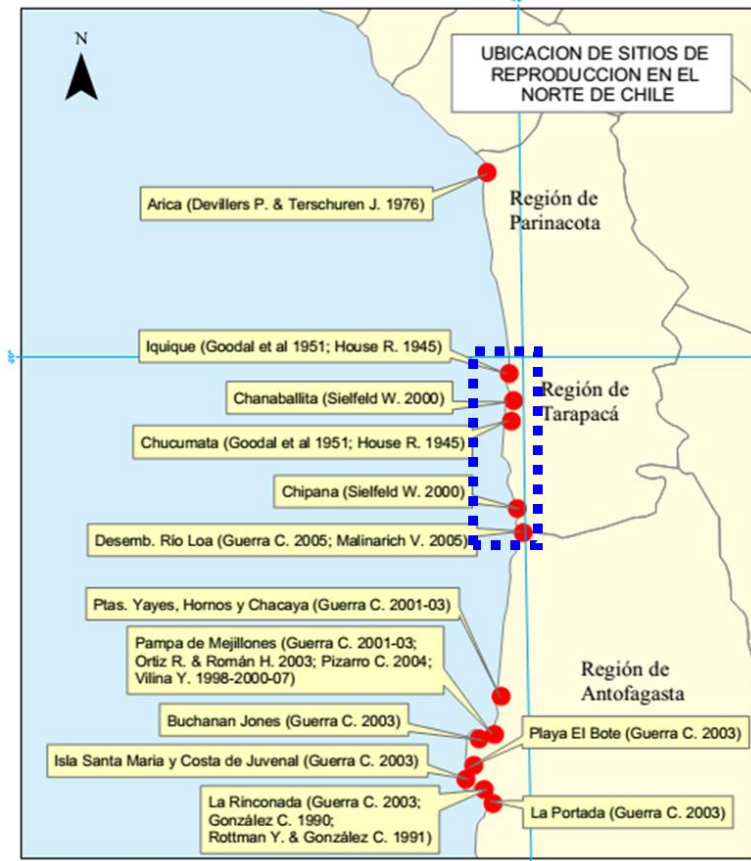 UBICACION DE SITIOS DE
REPRODUCCION EN EL
NORTE DE CHILE
N
Arica (Devillers P. & Terschuren J. 1976)
Región de
Parinacota
Iquique (Goodal et al 1951; House R. 1945)
Chanaballita (Sielfeld W. 2000)
Región de
Tarapacá
Chucumata (Goodal et al 1951; House R. 1945)
Chipana (Sielfeld W. 2000)
Desemb. Río Loa (Guerra C. 2005; Malinarich V. 2005)
Ptas. Yayes, Hornos y Chacaya (Guerra C. 2001-03)
Pampa de Mejillones (Guerra C. 2001-03;
Ortiz R. & Román H. 2003; Pizarro C. 2004;
Vilina Y. 1998-2000-07)
Región de
Antofagasta
Buchanan Jones (Guerra C. 2003)
Playa El Bote (Guerra C. 2003)
Isla Santa Maria y Costa de Juvenal (Guerra C. 2003)
La Rinconada (Guerra C. 2003;
González C. 1990;
Rottman Y. & González C. 1991)
La Portada (Guerra C. 2003)